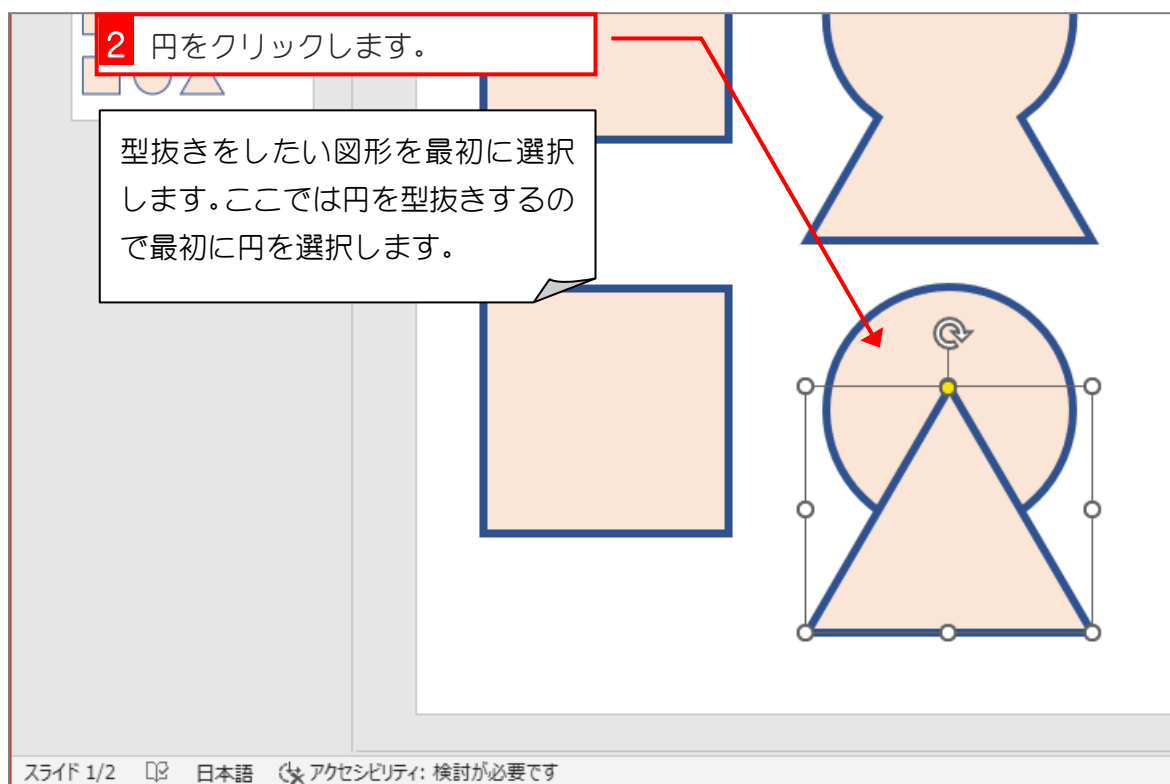 2 円をクリックします。
型抜きをしたい図形を最初に選択
します。ここでは円を型抜きするの
で最初に円を選択します。
スライド 1/2 日本語 アクセシビリティ: 検討が必要です